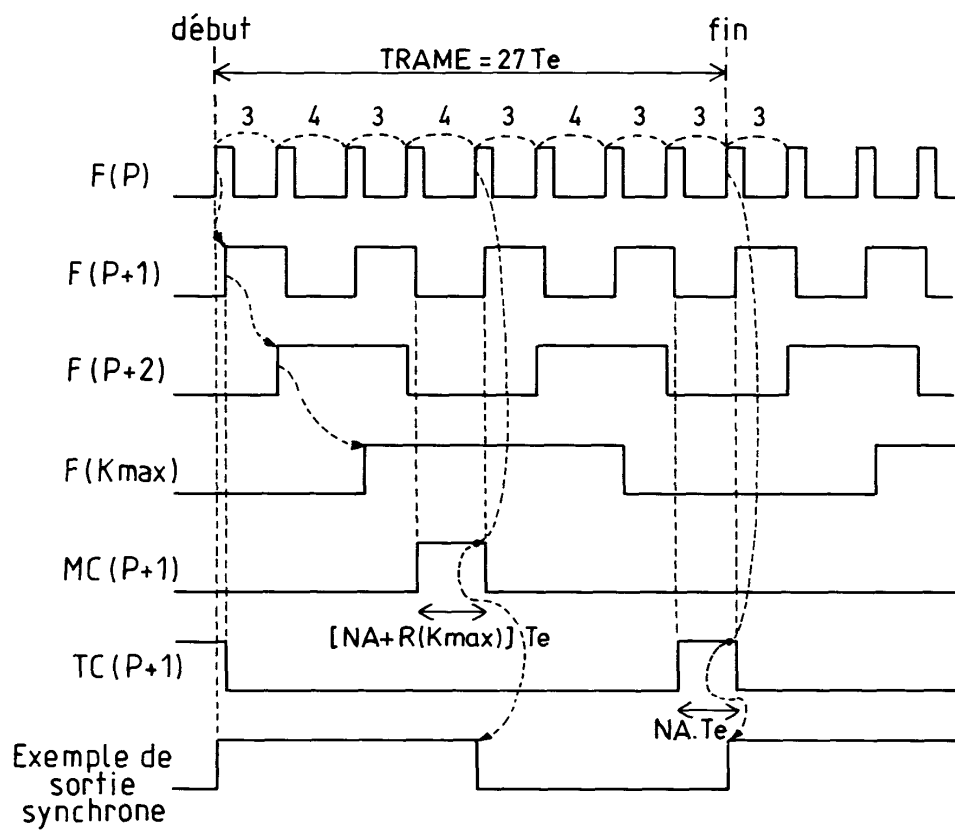 début
fin
TRAME = 27 Te
3 4 3 4 3 4 3 3 3
F(P)
F(P+1)
F(P+2)
F(Kmax)
MC(P+1)
[NA+R(Kmax)] Te
TC(P+1)
NA.Te
Exemple de
sortie
synchrone